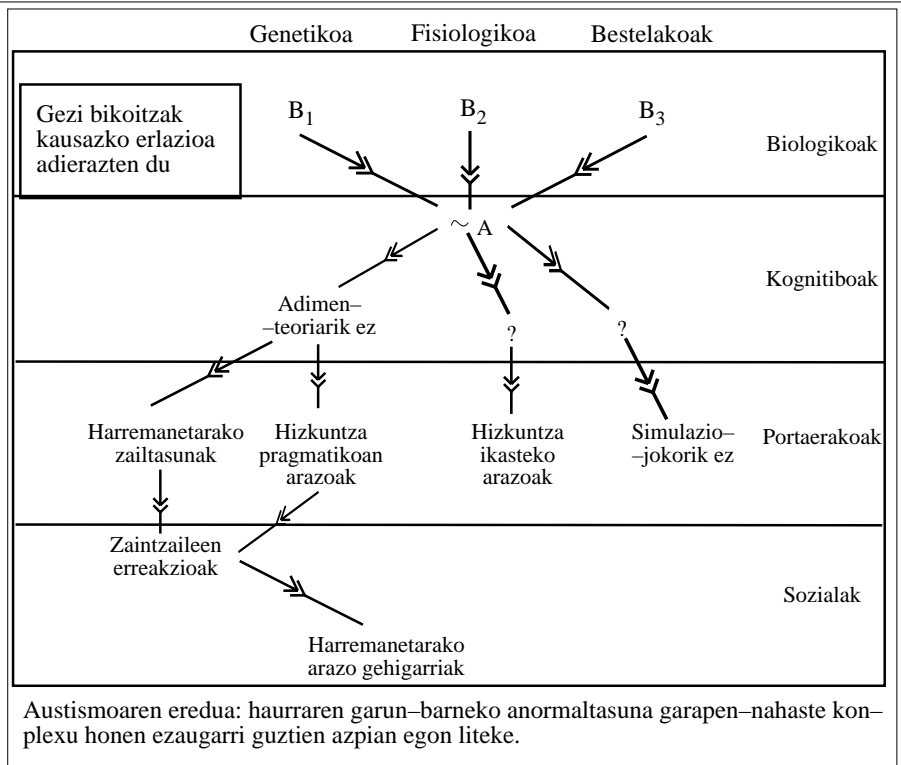 Genetikoa Fisiologikoa Bestelakoak
Gezi bikoitzak
kausazko erlazioa
adierazten du
B1 B2 B3
Biologikoak
~ A
Kognitiboak
Adimen–
–teoriarik ez
? ?
Harremanetarako
zailtasunak
Hizkuntza
pragmatikoan
arazoak
Hizkuntza
ikasteko
arazoak
Simulazio–
–jokorik ez
Portaerakoak
Zaintzaileen
erreakzioak
Sozialak
Harremanetarako
arazo gehigarriak
Austismoaren eredua: haurraren garun–barneko anormaltasuna garapen–nahaste kon–
plexu honen ezaugarri guztien azpian egon liteke.